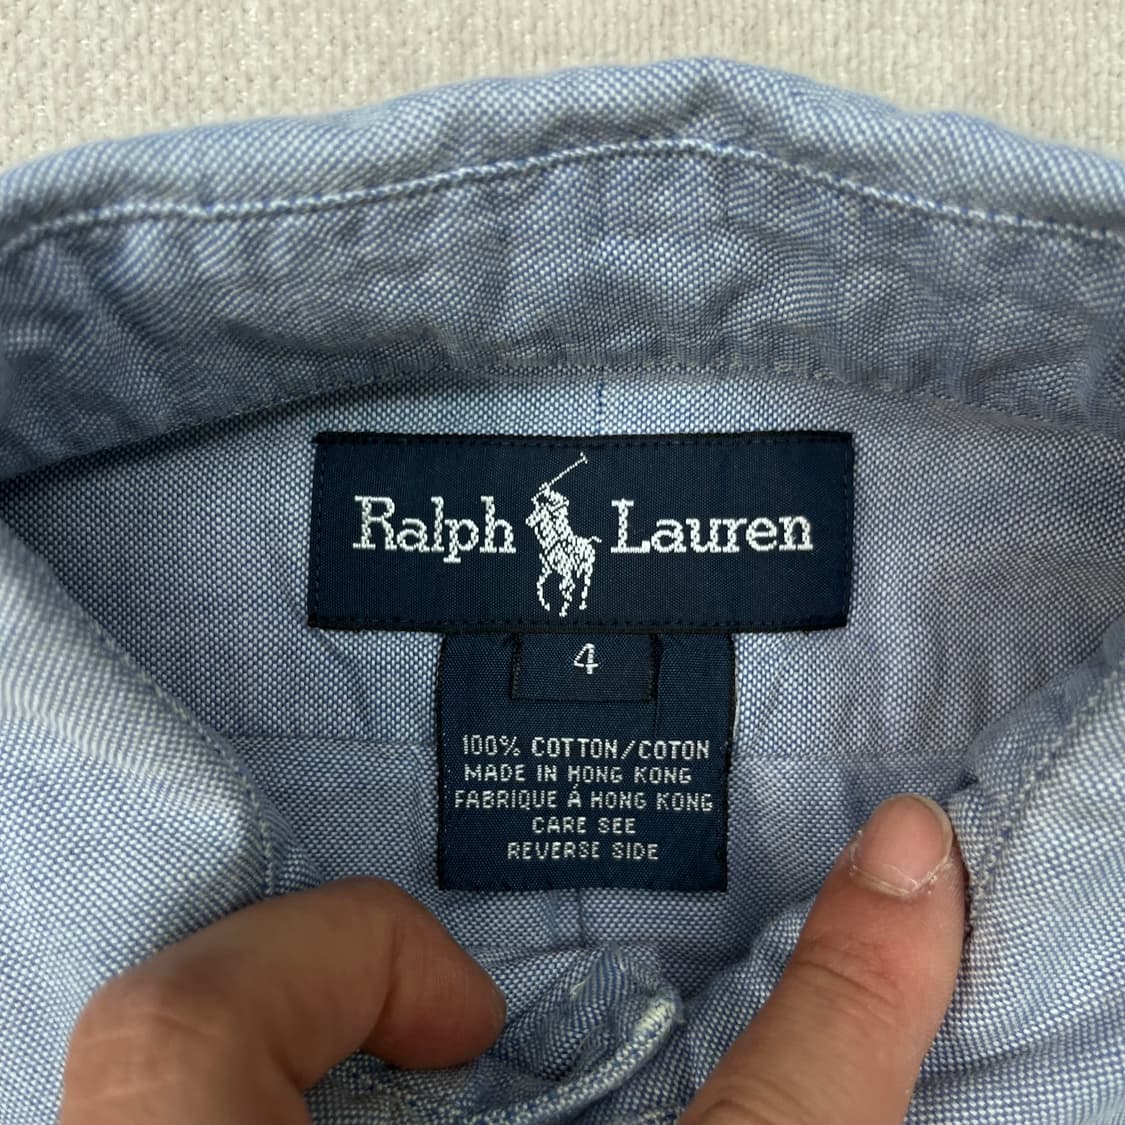 Ralph Lauren
4
100% COTTON/COTON
MADE IN HONG KONG
FABRIQUE Á HONG KONG
CARE SEE
REVERSE SIDE